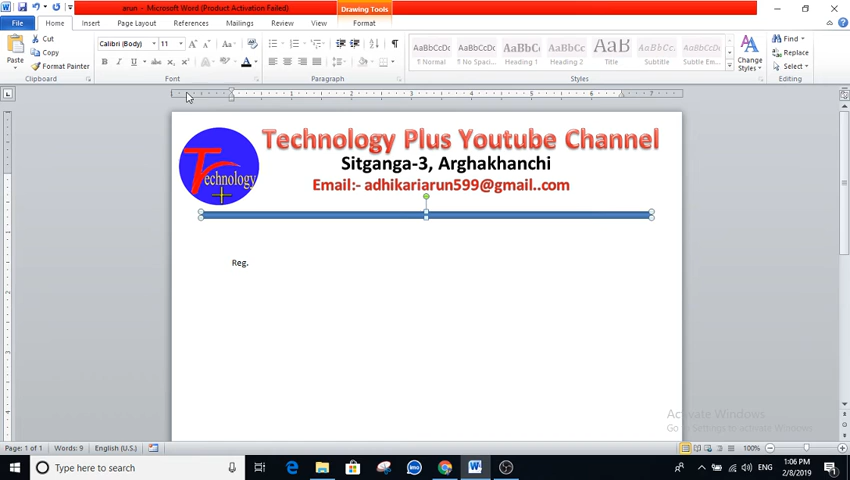 arun - Microsoft Word (Product Activation Failed)
Drawing Tools
File Home Insert Page Layout References Mailings Review View Format
Paste
Cut
Copy
Format Painter
Clipboard
Calibri (Body) 11
Font
Paragraph
AaBbCcDc AaBbCcDc AaBbCc AaBbCc AaBb AaBbCcDc AaBbCcDc
¶ Normal ¶ No Spaci... Heading 1 Heading 2 Title Subtitle Subtle Em...
Styles
Change Styles
Find
Replace
Select
Editing
Technology
Technology Plus Youtube Channel
Sitganga-3, Arghakhanchi
Email:- adhikariarun599@gmail..com
Reg.
Activate Windows
Go to Settings to activate Windows.
Page: 1 of 1 Words: 9 English (U.S.) 100%
Type here to search
imo
ENG
1:06 PM
2/8/2019